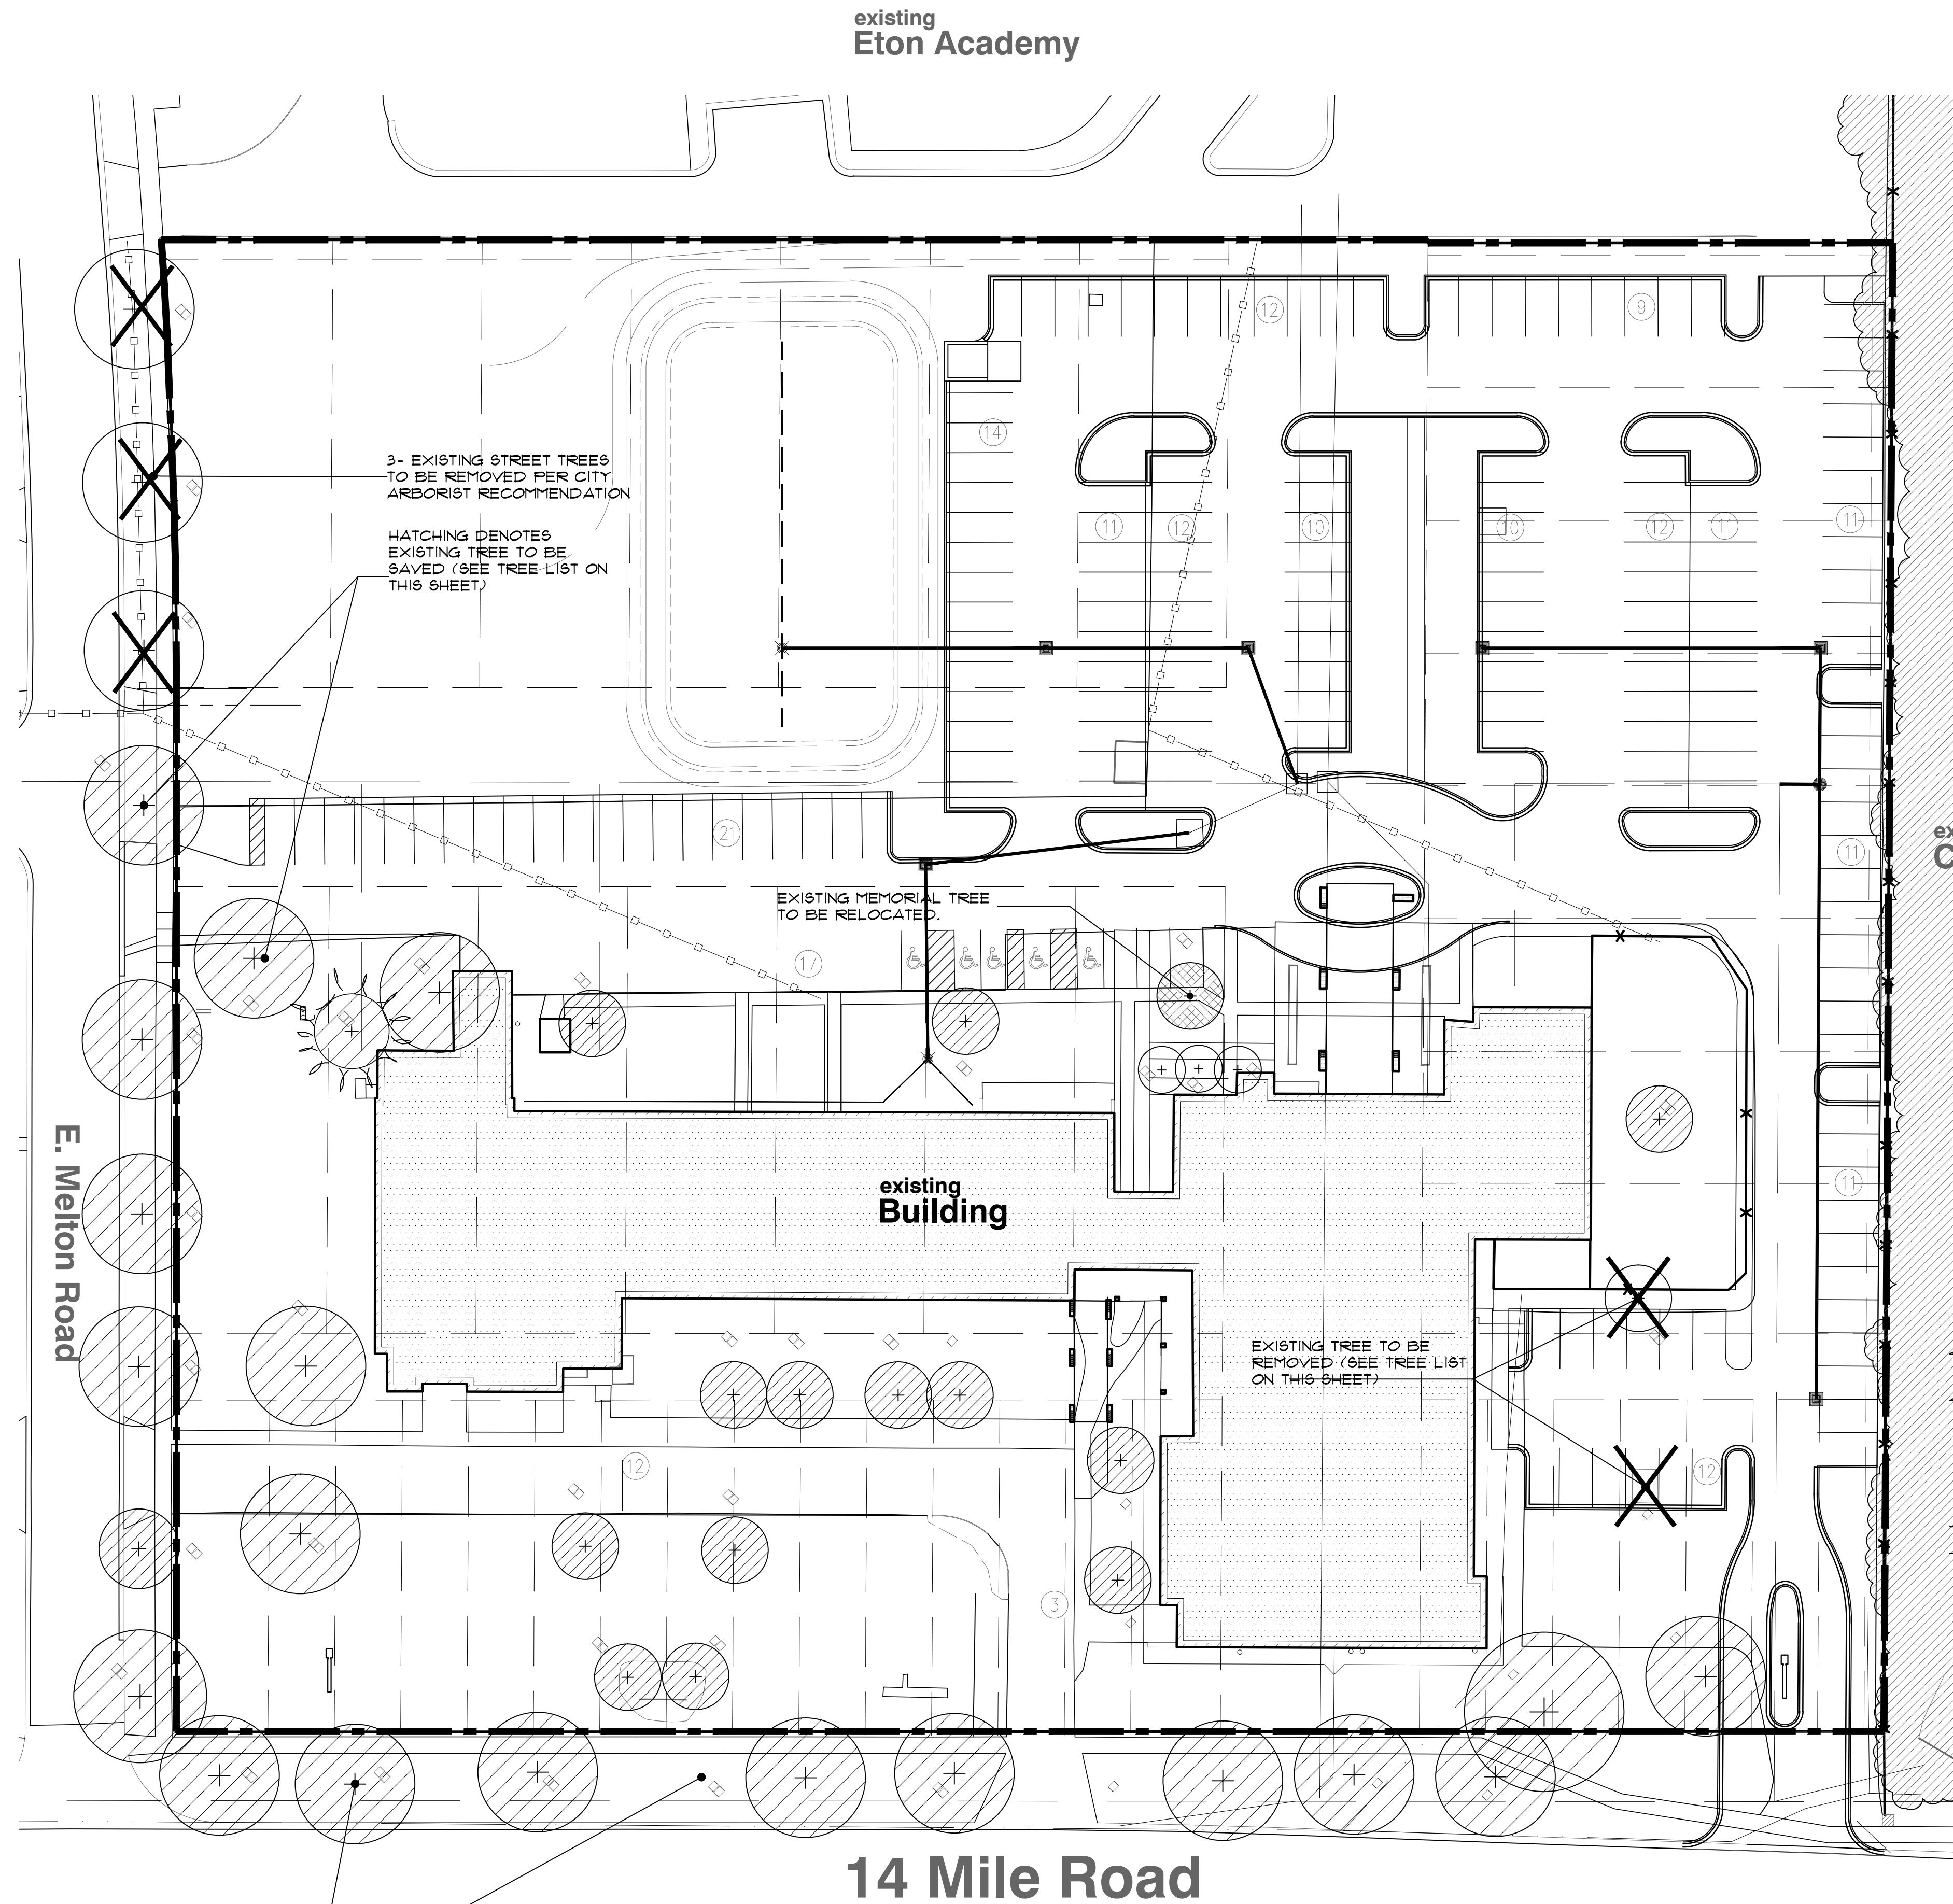 existing
Eton Academy
12
9
14
3- EXISTING STREET TREES
TO BE REMOVED PER CITY
ARBORIST RECOMMENDATION
HATCHING DENOTES
EXISTING TREE TO BE
SAVED (SEE TREE LIST ON
THIS SHEET)
11
12
10
10
12
11
11
21
EXISTING MEMORIAL TREE
TO BE RELOCATED.
17
11
existing
Building
11
E. Melton Road
EXISTING TREE TO BE
REMOVED (SEE TREE LIST
ON THIS SHEET)
12
12
3
14 Mile Road